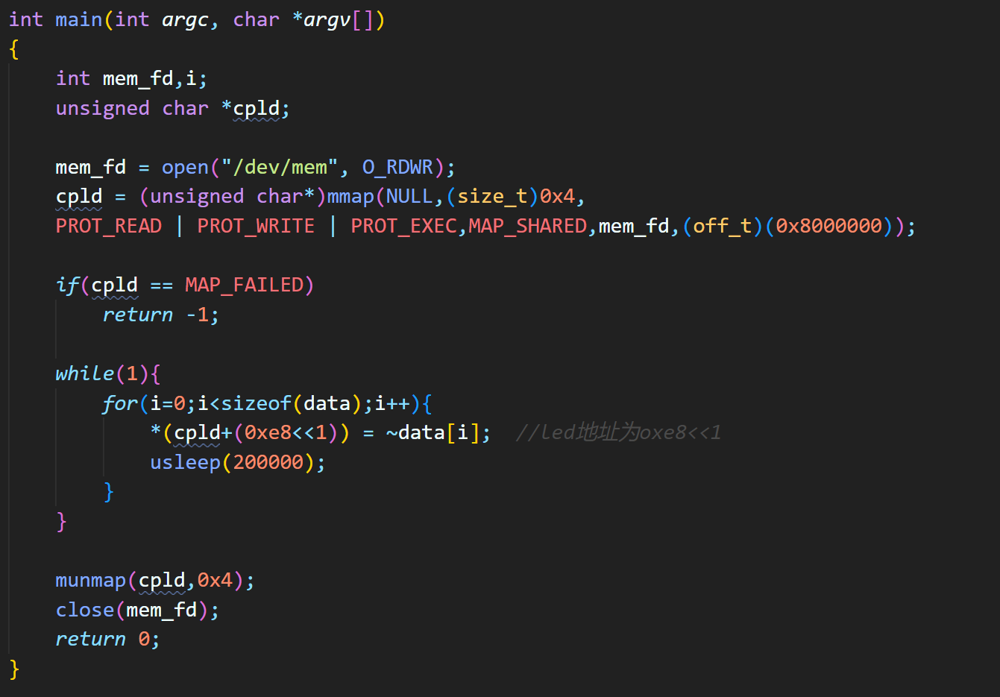 int main(int argc, char *argv[])
{
int mem_fd,i;
unsigned char *cpld;
mem_fd = open("/dev/mem", O_RDWR);
cpld = (unsigned char*)mmap(NULL,(size_t)0x4,
PROT_READ | PROT_WRITE | PROT_EXEC,MAP_SHARED,mem_fd,(off_t)(0x8000000));
if(cpld == MAP_FAILED)
return -1;
while(1){
for(i=0;i<sizeof(data);i++){
*(cpld+(0xe8<<1)) = ~data[i];  //led地址为oxe8<<1
usleep(200000);
}
}
munmap(cpld,0x4);
close(mem_fd);
return 0;
}